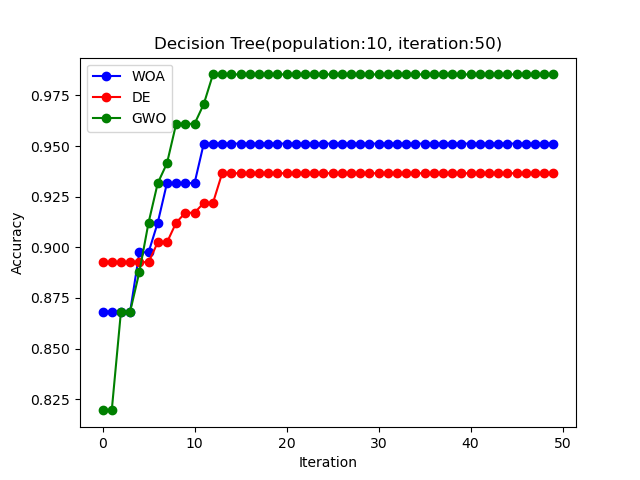 Decision Tree(population:10, iteration:50)
WOA
DE
GWO
Accuracy
0.975
0.950
0.925
0.900
0.875
0.850
0.825
0 10 20 30 40 50
Iteration